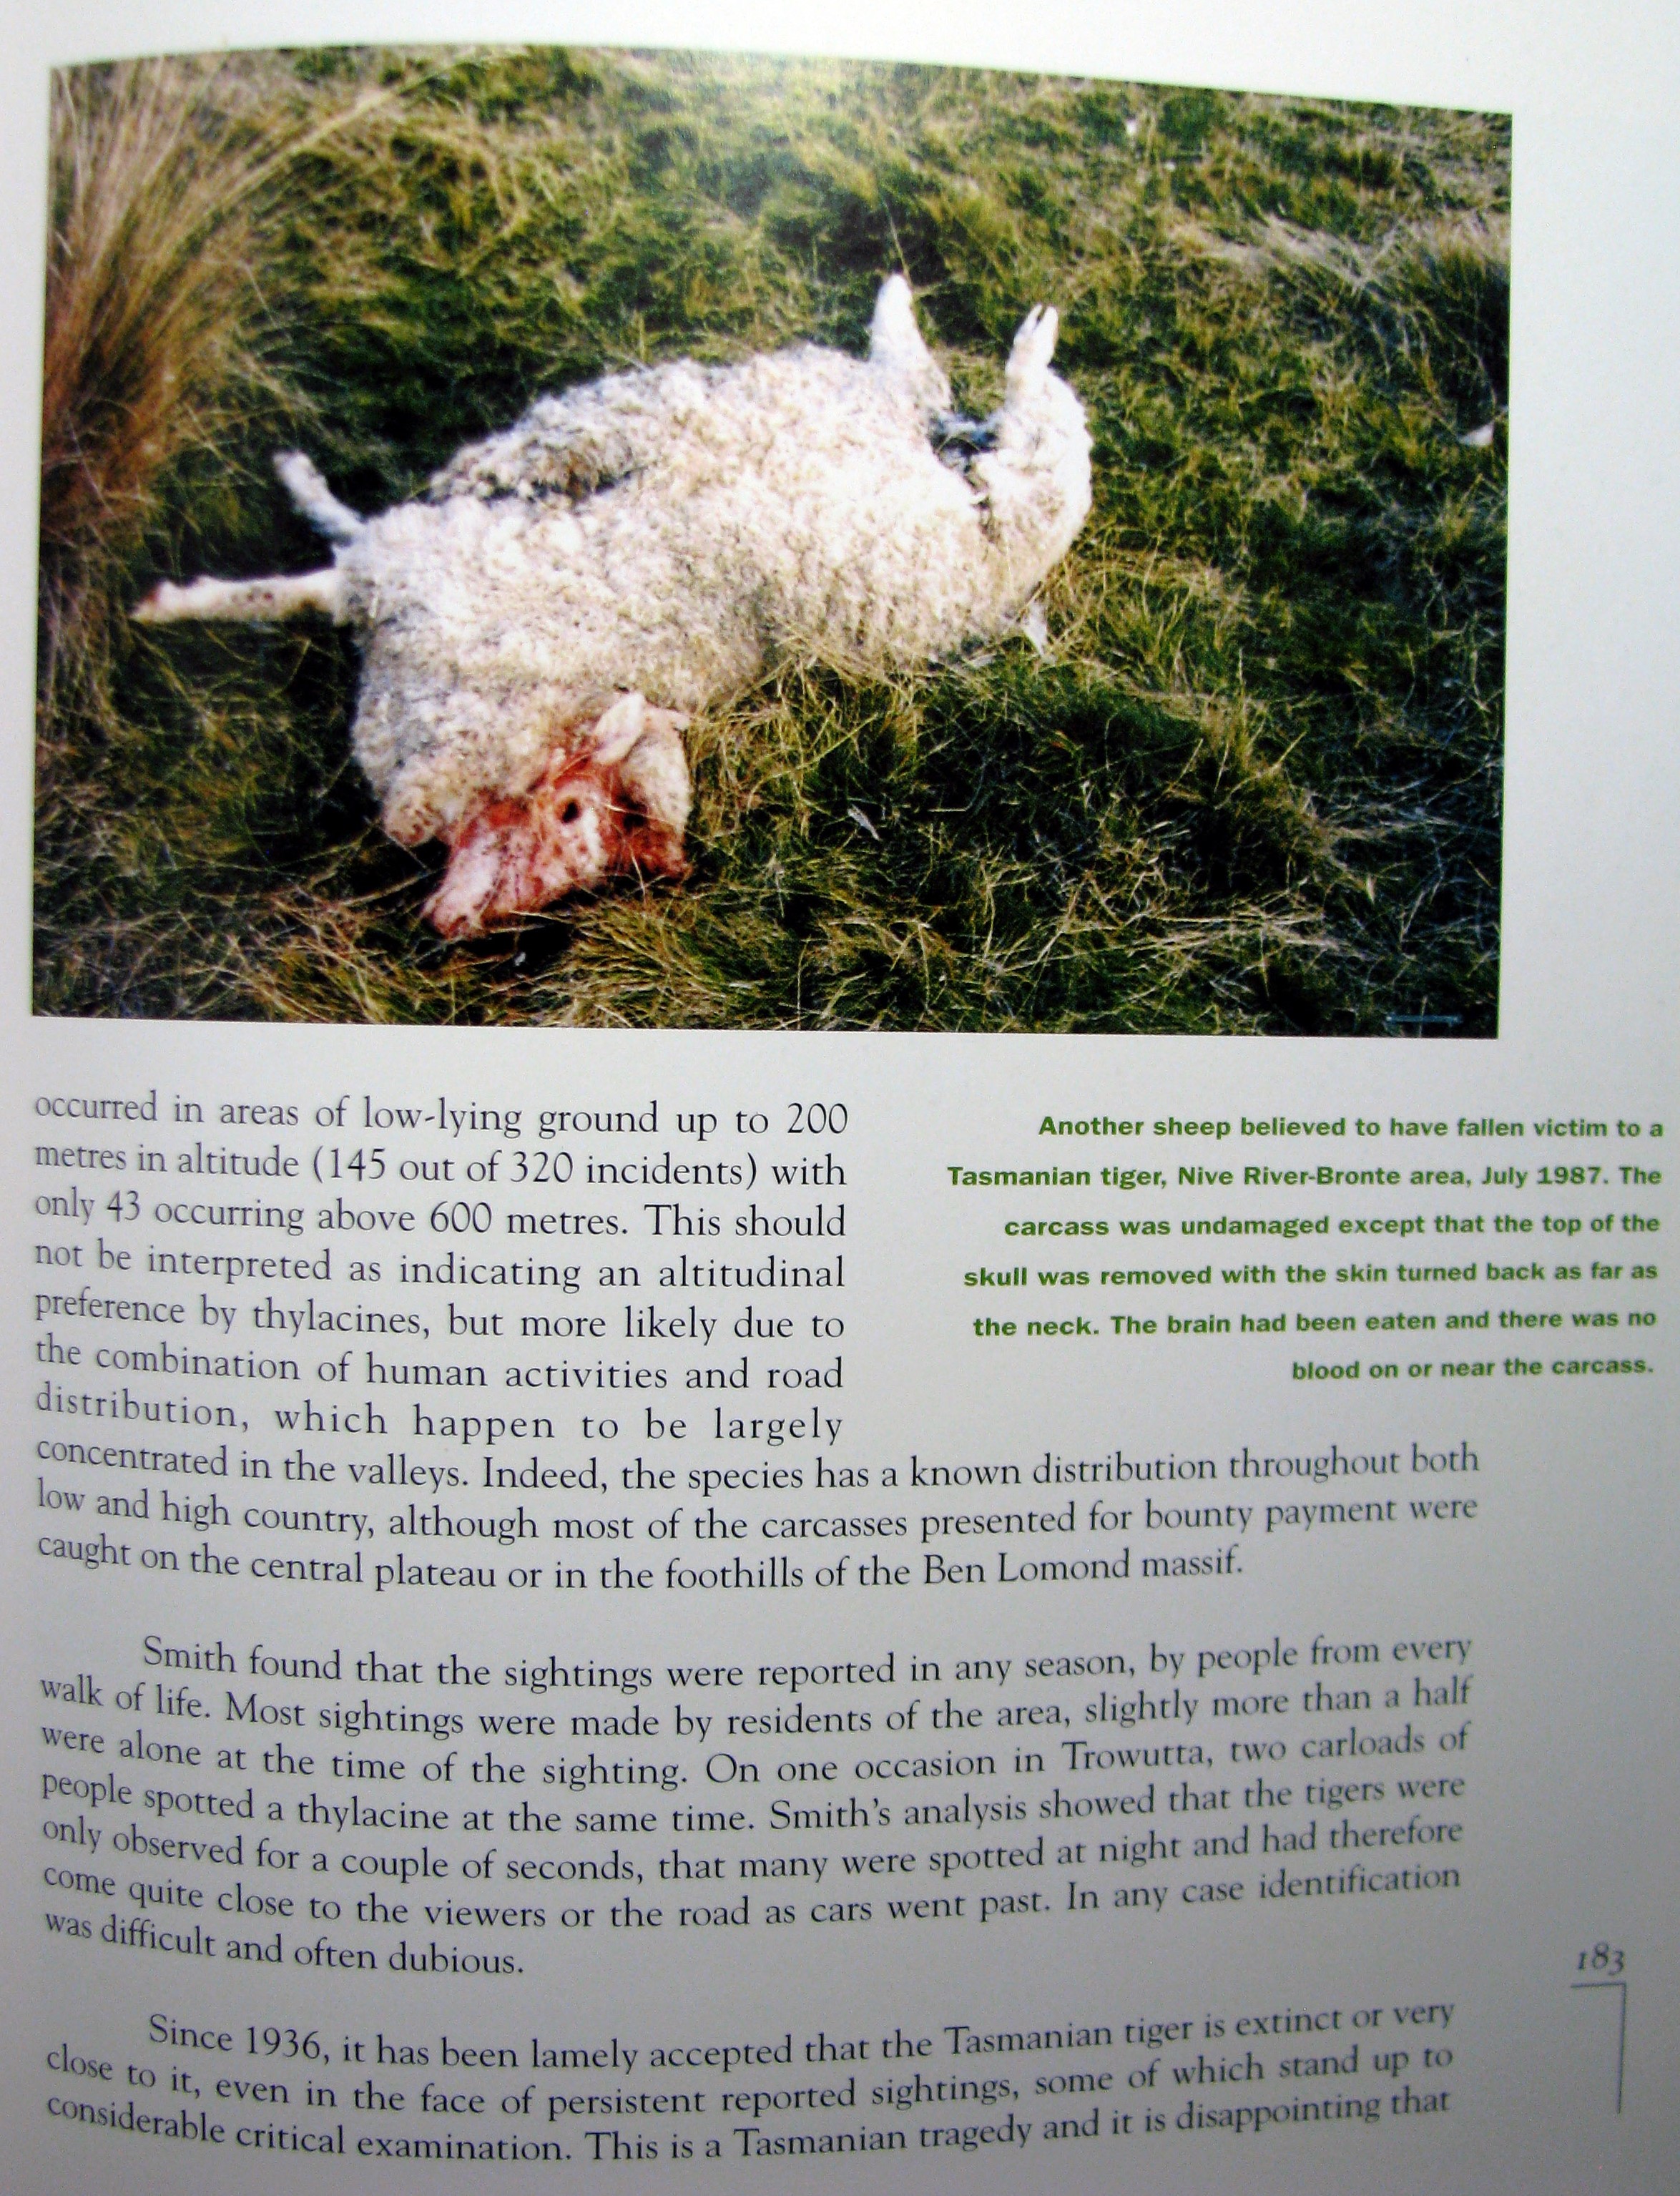 occurred in areas of low-lying ground up to 200
metres in altitude (145 out of 320 incidents) with
only 43 occurring above 600 metres. This should
not be interpreted as indicating an altitudinal
preference by thylacines, but more likely due to
the combination of human activities and road
distribution, which happen to be largely
concentrated in the valleys. Indeed, the species has a known distribution throughout both
low and high country, although most of the carcasses presented for bounty payment were
caught on the central plateau or in the foothills of the Ben Lomond massif.
Another sheep believed to have fallen victim to a
Tasmanian tiger, Nive River-Bronte area, July 1987. The
carcass was undamaged except that the top of the
skull was removed with the skin turned back as far as
the neck. The brain had been eaten and there was no
blood on or near the carcass.
Smith found that the sightings were reported in any season, by people from every
walk of life. Most sightings were made by residents of the area, slightly more than a half
were alone at the time of the sighting. On one occasion in Trowutta, two carloads of
people spotted a thylacine at the same time. Smith's analysis showed that the tigers were
only observed for a couple of seconds, that many were spotted at night and had therefore
come quite close to the viewers or the road as cars went past. In any case identification
was difficult and often dubious.
Since 1936, it has been lamely accepted that the Tasmanian tiger is extinct or very
close to it, even in the face of persistent reported sightings, some of which stand up to
considerable critical examination. This is a Tasmanian tragedy and it is disappointing that
183